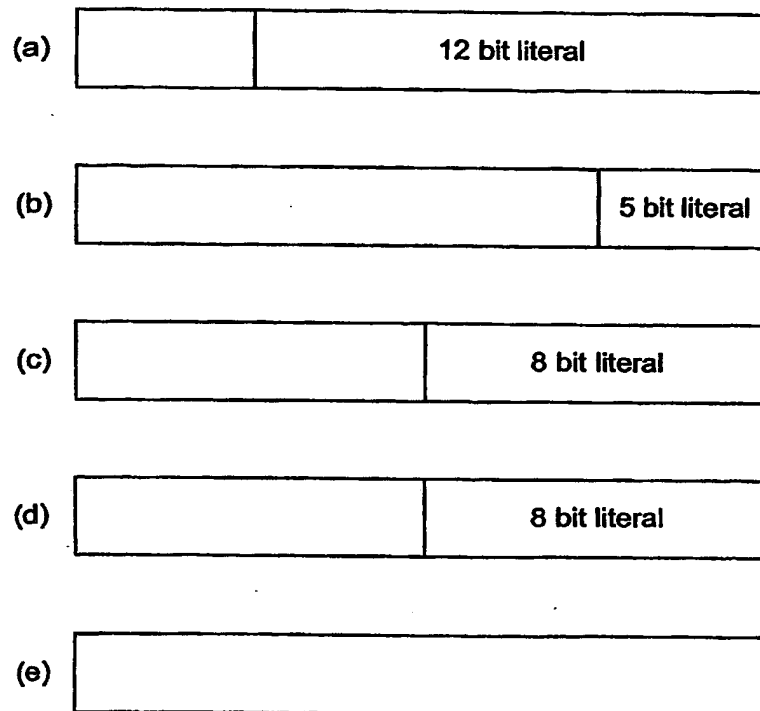 (a) 12 bit literal
(b) 5 bit literal
(c) 8 bit literal
(d) 8 bit literal
(e)